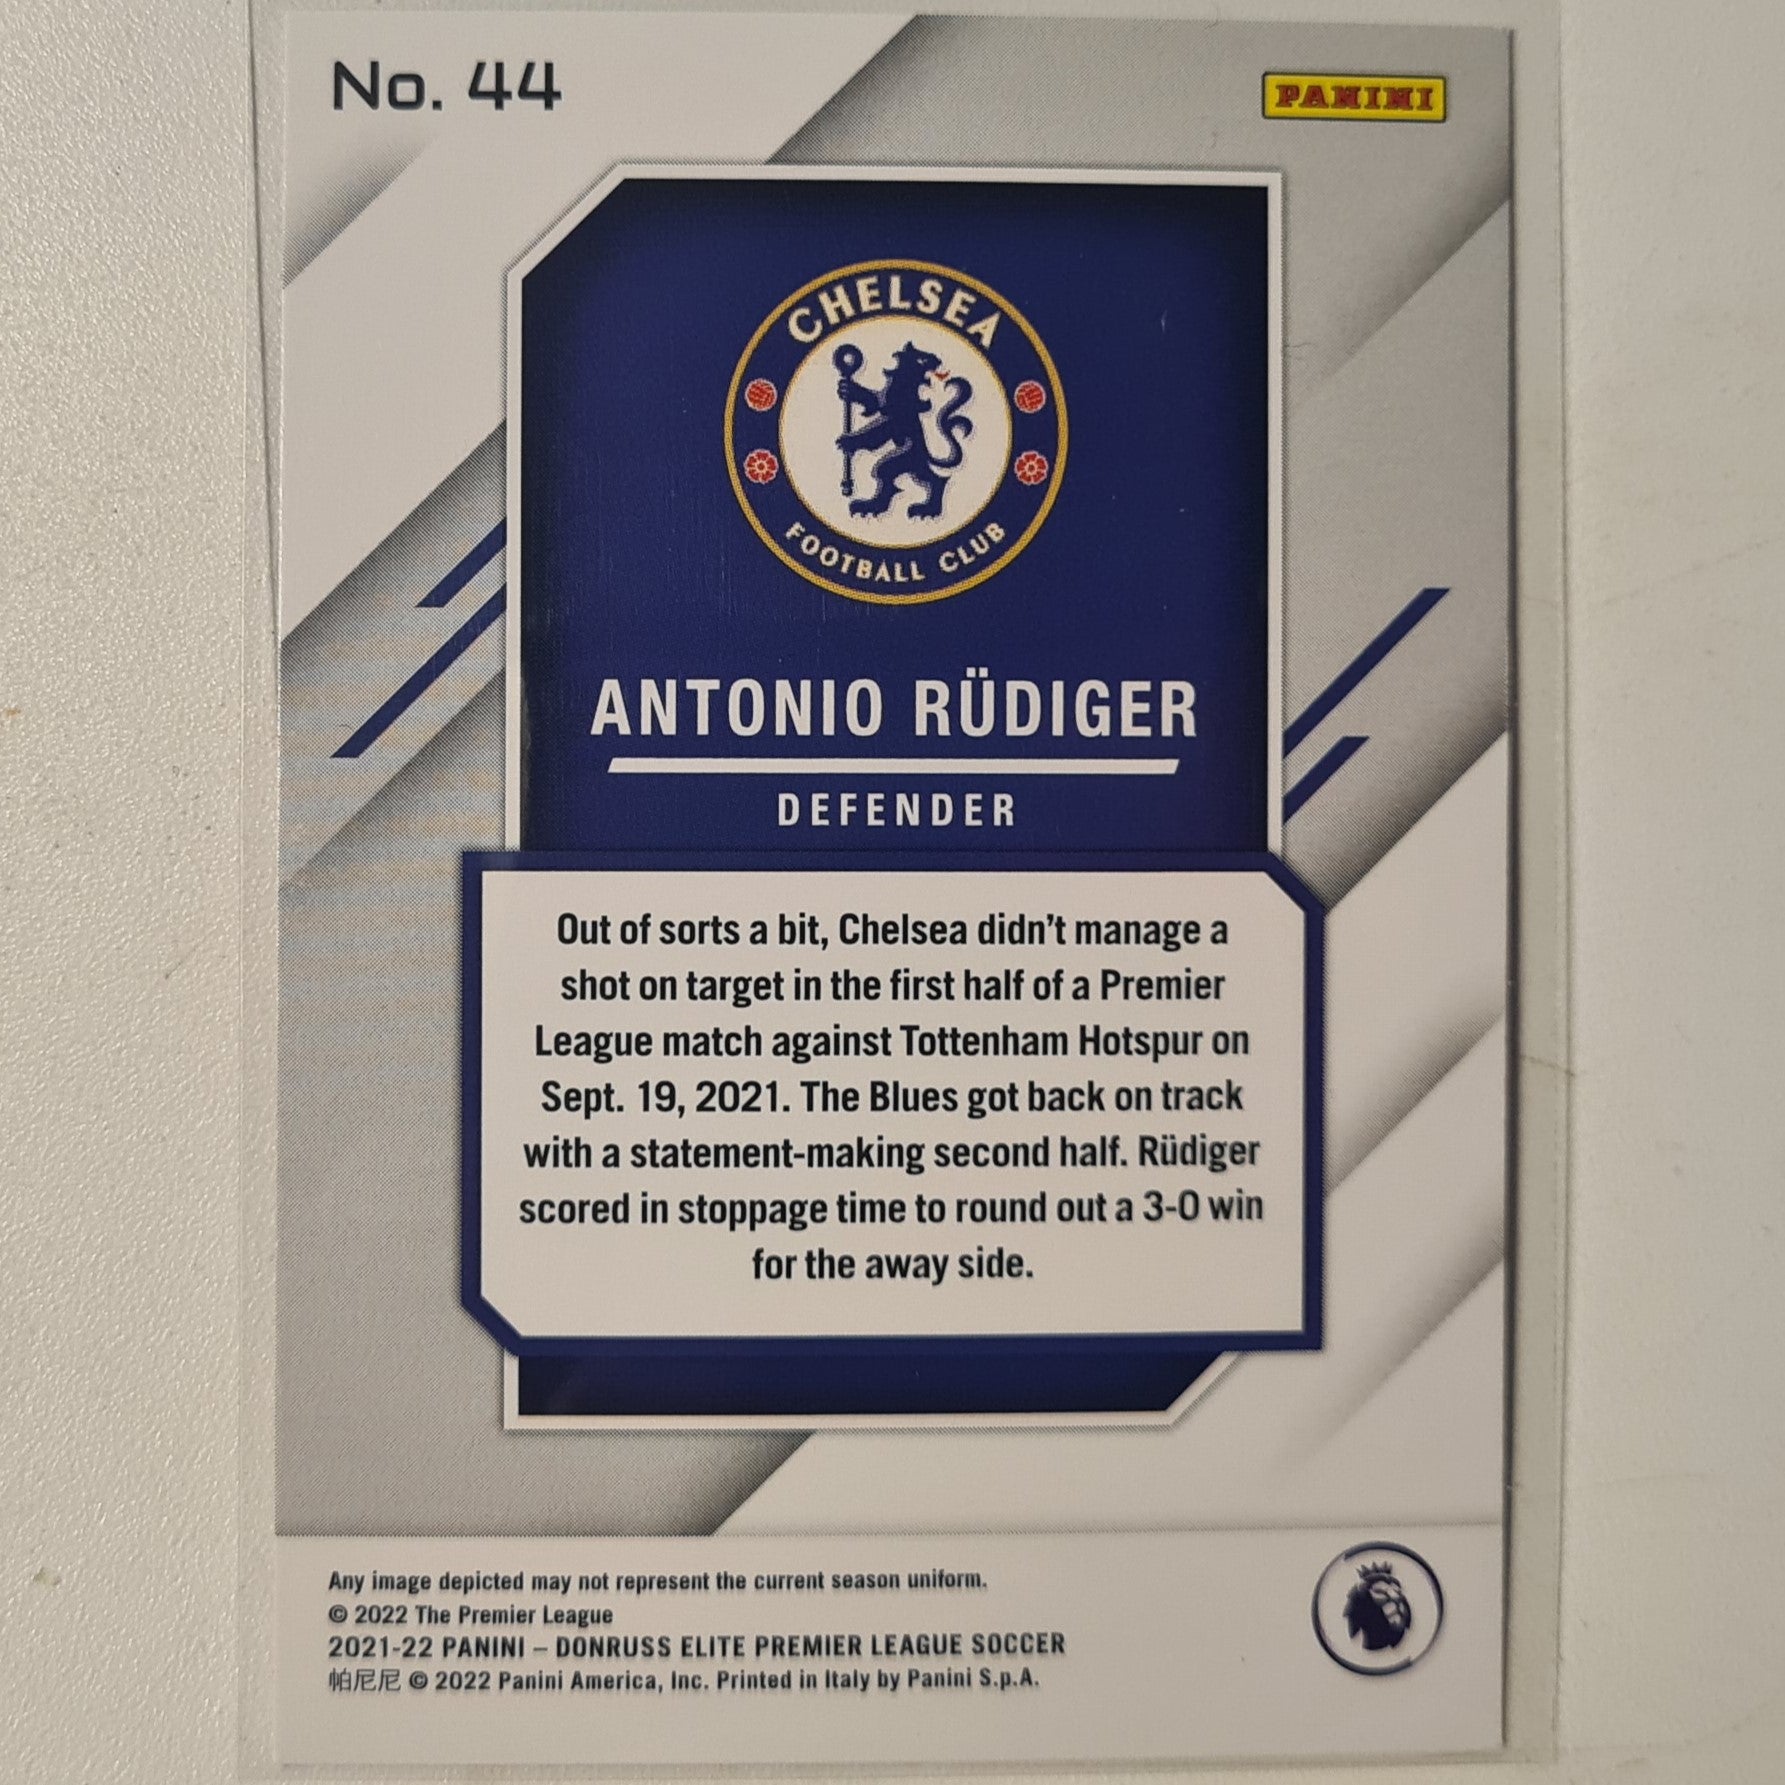 No. 44
PANINI
CHELSEA
FOOTBALL CLUB
ANTONIO RÜDIGER
DEFENDER
Out of sorts a bit, Chelsea didn't manage a
shot on target in the first half of a Premier
League match against Tottenham Hotspur on
Sept. 19, 2021. The Blues got back on track
with a statement-making second half. Rüdiger
scored in stoppage time to round out a 3-0 win
for the away side.
Any image depicted may not represent the current season uniform.
© 2022 The Premier League
2021-22 PANINI – DONRUSS ELITE PREMIER LEAGUE SOCCER
帕尼尼 © 2022 Panini America, Inc. Printed in Italy by Panini S.p.A.